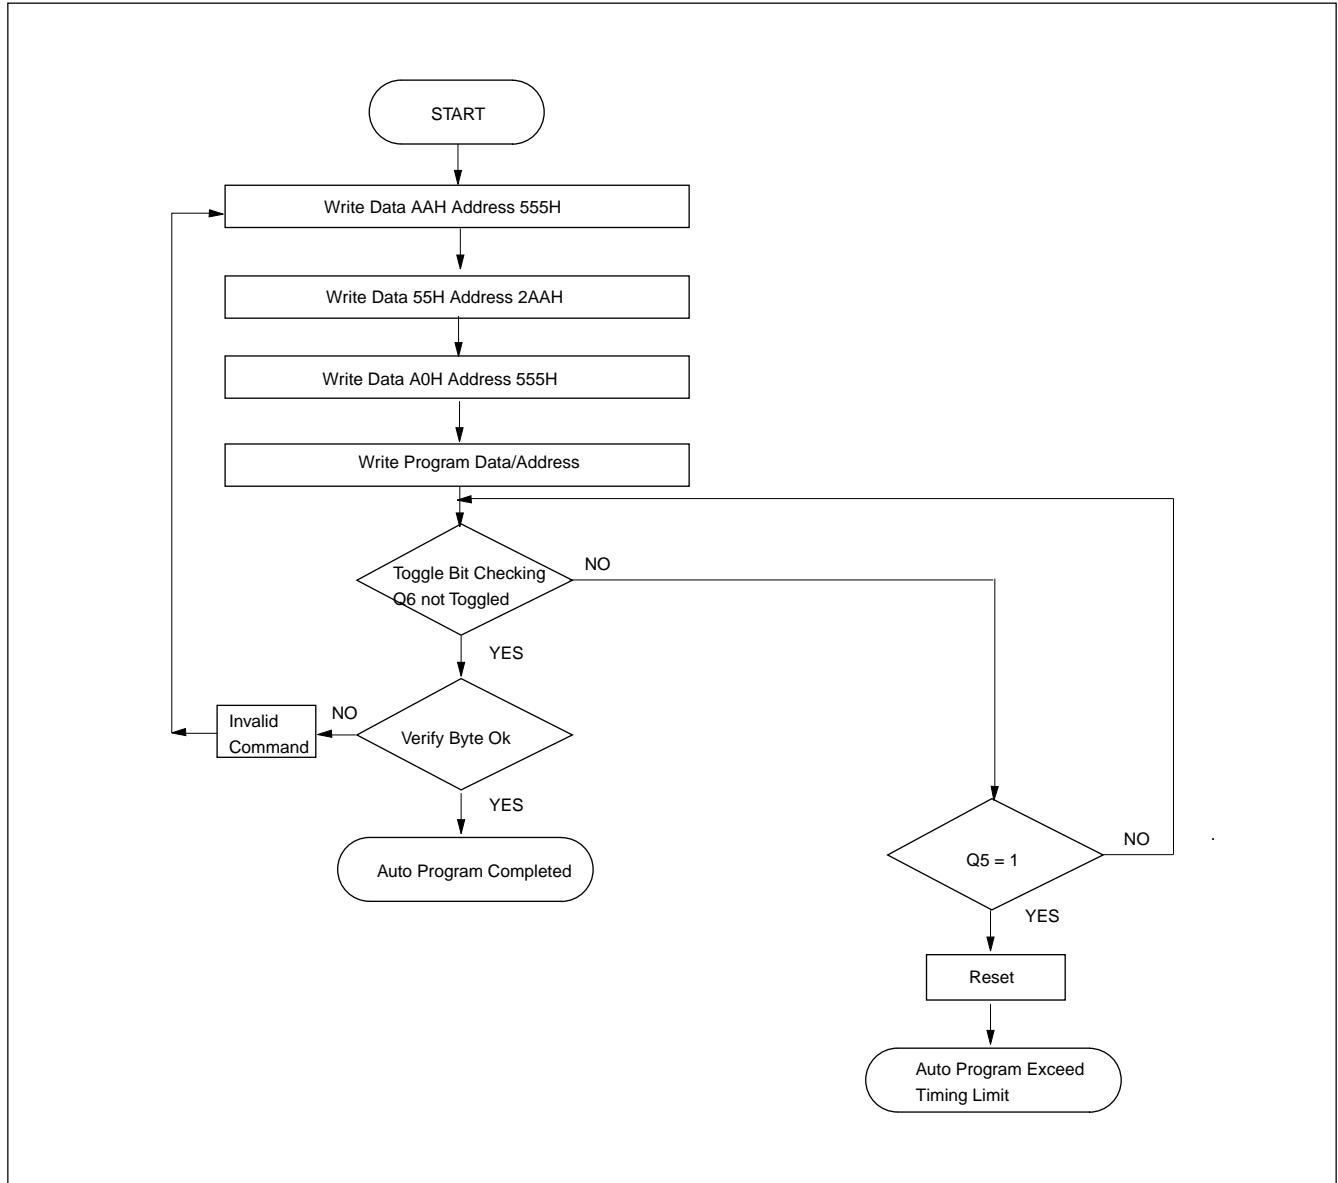 START
Write Data AAH Address 555H
Write Data 55H Address 2AAH
Write Data A0H Address 555H
Write Program Data/Address
Toggle Bit Checking
Q6 not Toggled
NO
YES
Invalid
Command
NO
Verify Byte Ok
YES
Auto Program Completed
Q5 = 1
NO
.
YES
Reset
Auto Program Exceed
Timing Limit